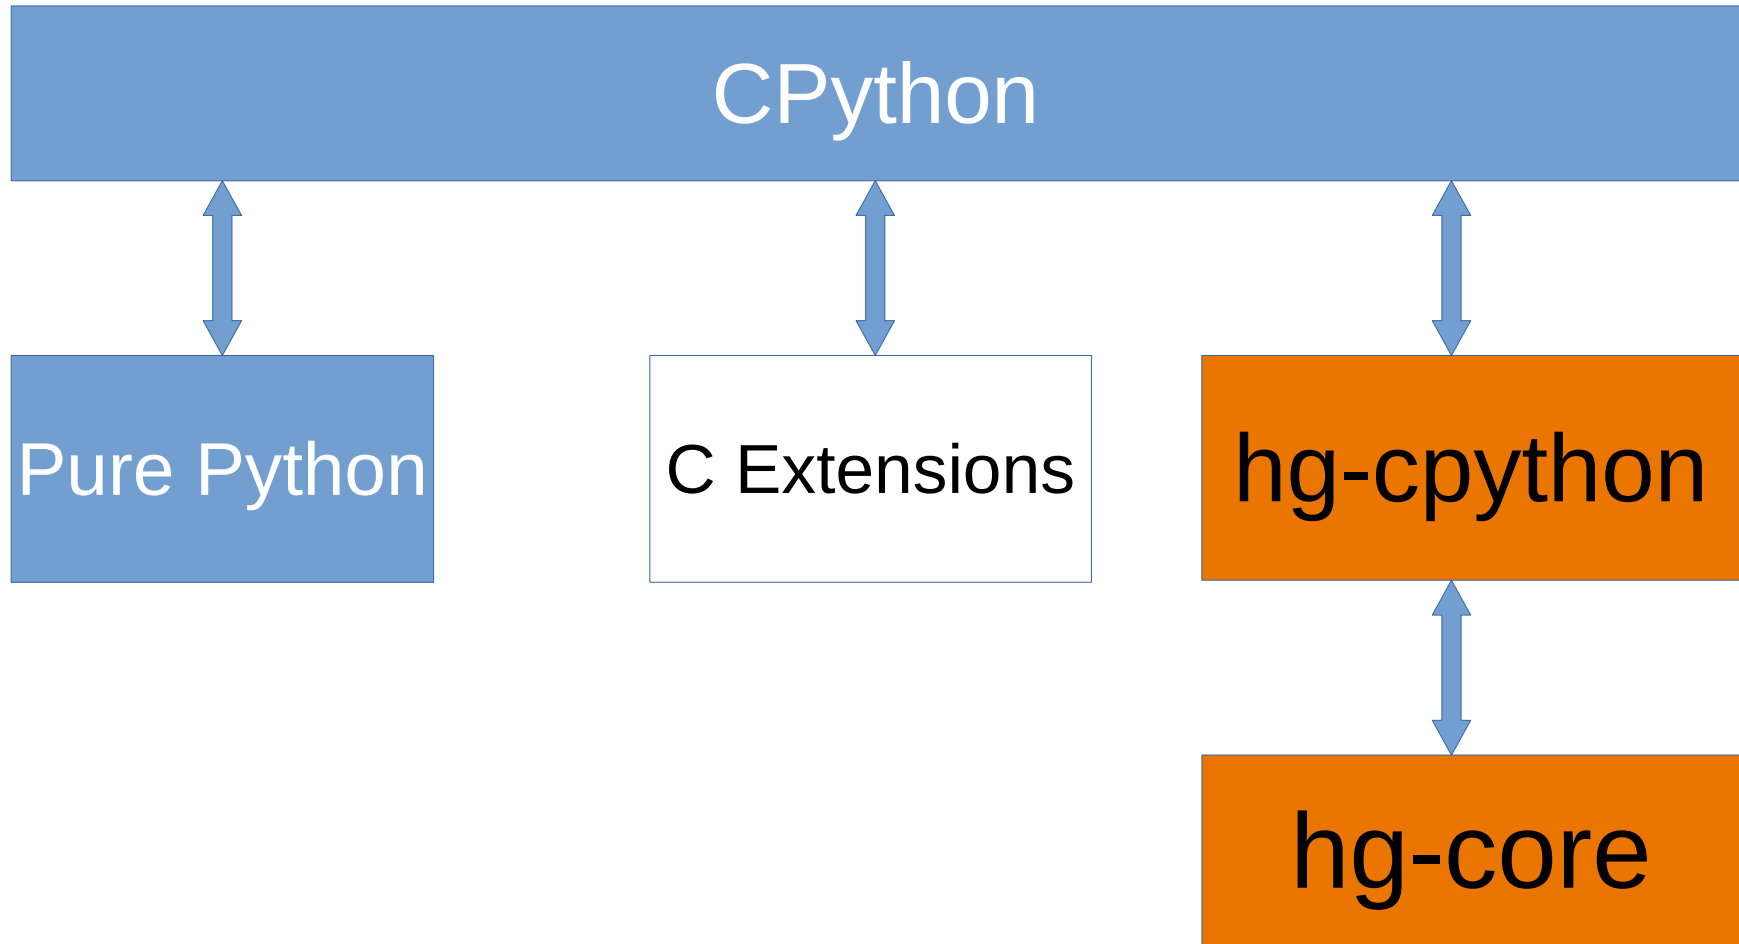 CPython
Pure Python
C Extensions
hg-cpython
hg-core